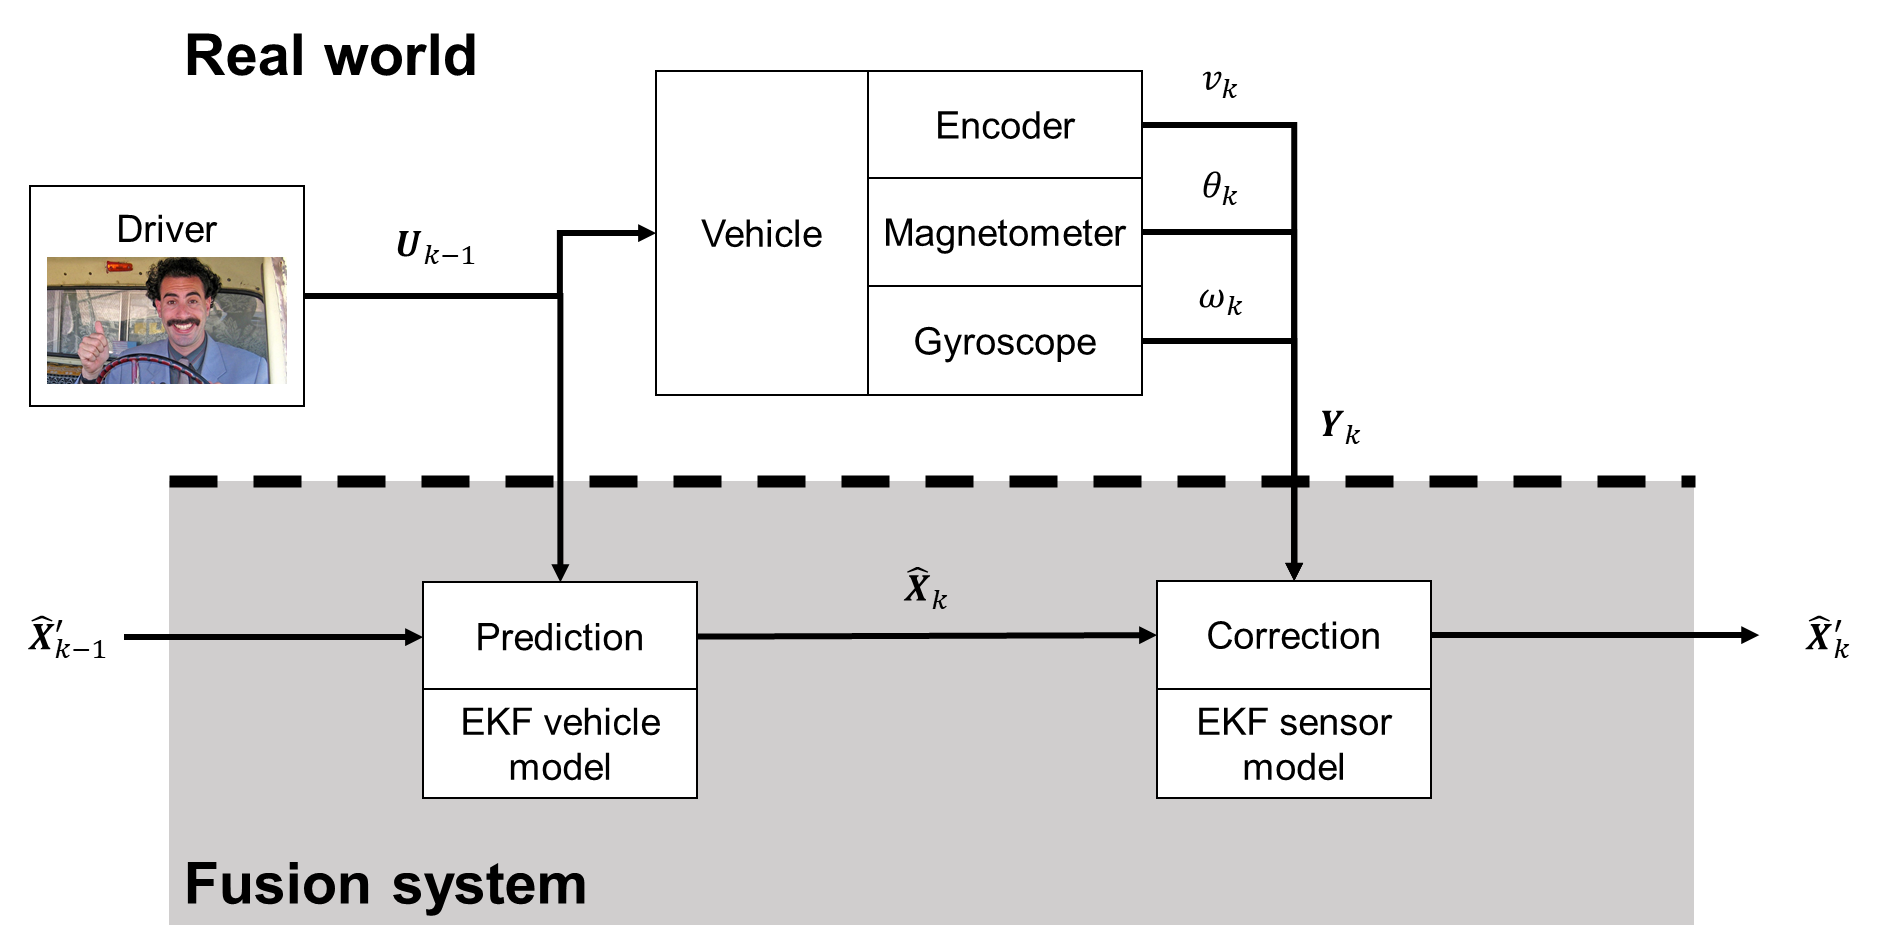 Real world
v_k
Encoder
θ_k
Driver
U_{k−1}
Vehicle
Magnetometer
ω_k
Gyroscope
Y_k
X̂_k
X̂′_{k−1}
Prediction
Correction
X̂′_k
EKF vehicle
model
EKF sensor
model
Fusion system